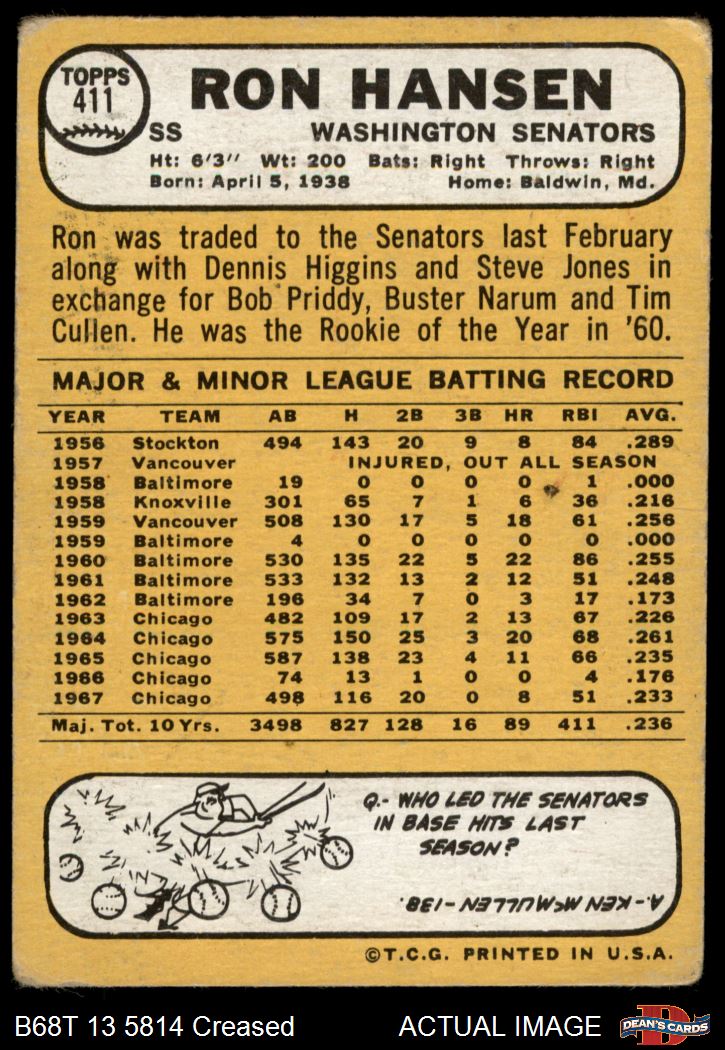 TOPPS
411
RON HANSEN
SS WASHINGTON SENATORS
Ht: 6'3'' Wt: 200 Bats: Right Throws: Right
Born: April 5, 1938 Home: Baldwin, Md.
Ron was traded to the Senators last February
along with Dennis Higgins and Steve Jones in
exchange for Bob Priddy, Buster Narum and Tim
Cullen. He was the Rookie of the Year in '60.
MAJOR & MINOR LEAGUE BATTING RECORD
YEAR TEAM AB H 2B 3B HR RBI AVG.
1956 Stockton 494 143 20 9 8 84 .289
1957 Vancouver INJURED, OUT ALL SEASON
1958 Baltimore 19 0 0 0 0 1 .000
1958 Knoxville 301 65 7 1 6 36 .216
1959 Vancouver 508 130 17 5 18 61 .256
1959 Baltimore 4 0 0 0 0 0 .000
1960 Baltimore 530 135 22 5 22 86 .255
1961 Baltimore 533 132 13 2 12 51 .248
1962 Baltimore 196 34 7 0 3 17 .173
1963 Chicago 482 109 17 2 13 67 .226
1964 Chicago 575 150 25 3 20 68 .261
1965 Chicago 587 138 23 4 11 66 .235
1966 Chicago 74 13 1 0 0 4 .176
1967 Chicago 498 116 20 0 8 51 .233
Maj. Tot. 10 Yrs. 3498 827 128 16 89 411 .236
Q.- WHO LED THE SENATORS
IN BASE HITS LAST
SEASON?
A.- KEN McMULLEN - 138.
©T.C.G. PRINTED IN U.S.A.
B68T 13 5814 Creased ACTUAL IMAGE
D
DEAN'S CARDS